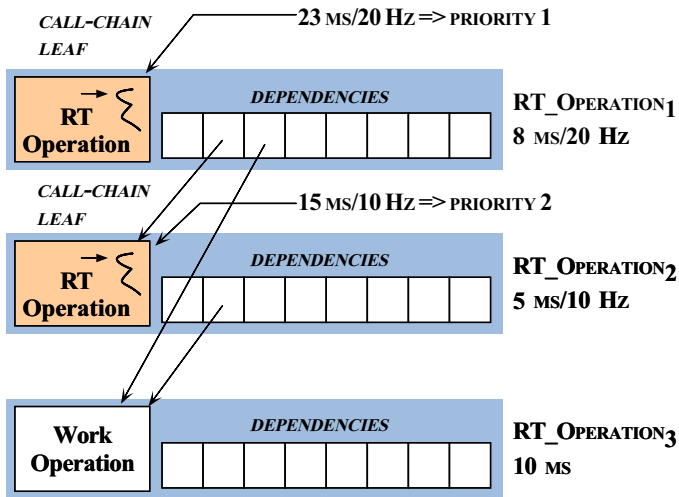 CALL-CHAIN
LEAF
23 MS/20 HZ => PRIORITY 1
RT
Operation
DEPENDENCIES
RT_OPERATION1
8 MS/20 HZ
CALL-CHAIN
LEAF
15 MS/10 HZ => PRIORITY 2
RT
Operation
DEPENDENCIES
RT_OPERATION2
5 MS/10 HZ
Work
Operation
DEPENDENCIES
RT_OPERATION3
10 MS